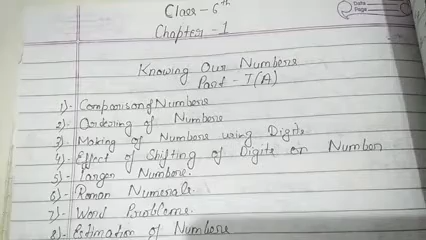 Date
Page
Class - 6th
Chapter - 1
Knowing Our Numbers
Part - I(A)
1)- Comparison of Numbers
2)- Ordering of Numbers
3)- Making of Numbers using Digits
4)- Effect of Shifting of Digits on Number
5)- Larger Numbers.
6)- Roman Numerals.
7)- Word Problems.
8)- Estimation of Numbers